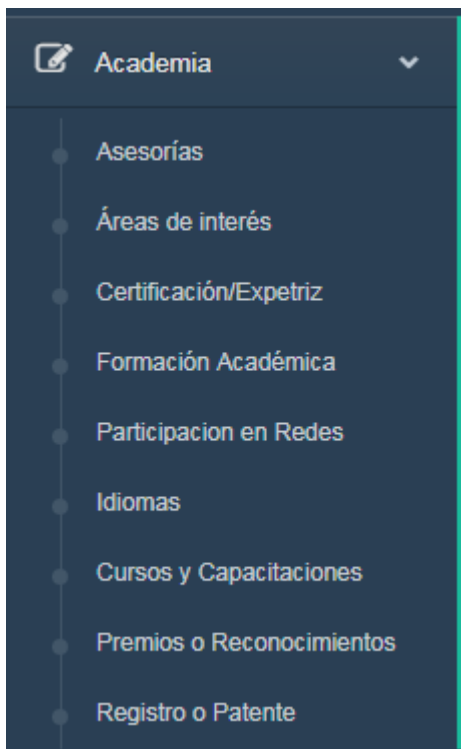 Academia
Asesorías
Áreas de interés
Certificación/Expetriz
Formación Académica
Participacion en Redes
Idiomas
Cursos y Capacitaciones
Premios o Reconocimientos
Registro o Patente